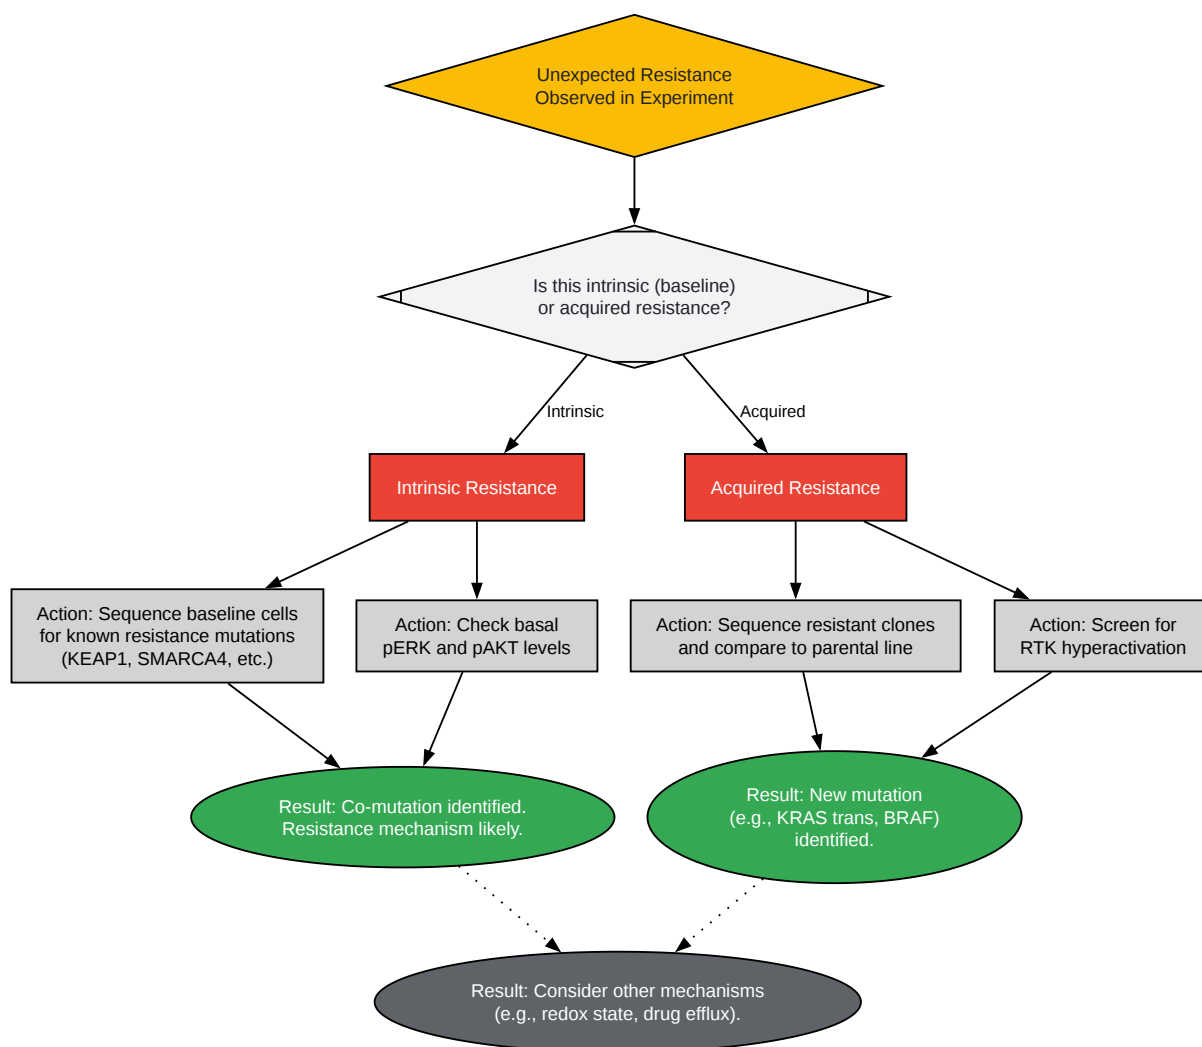 Unexpected Resistance
Observed in Experiment
Is this intrinsic (baseline)
or acquired resistance?
Intrinsic
Acquired
Intrinsic Resistance
Acquired Resistance
Action: Sequence baseline cells
for known resistance mutations
(KEAP1, SMARCA4, etc.)
Action: Check basal
pERK and pAKT levels
Action: Sequence resistant clones
and compare to parental line
Action: Screen for
RTK hyperactivation
Result: Co-mutation identified.
Resistance mechanism likely.
Result: New mutation
(e.g., KRAS trans, BRAF)
identified.
Result: Consider other mechanisms
(e.g., redox state, drug efflux).